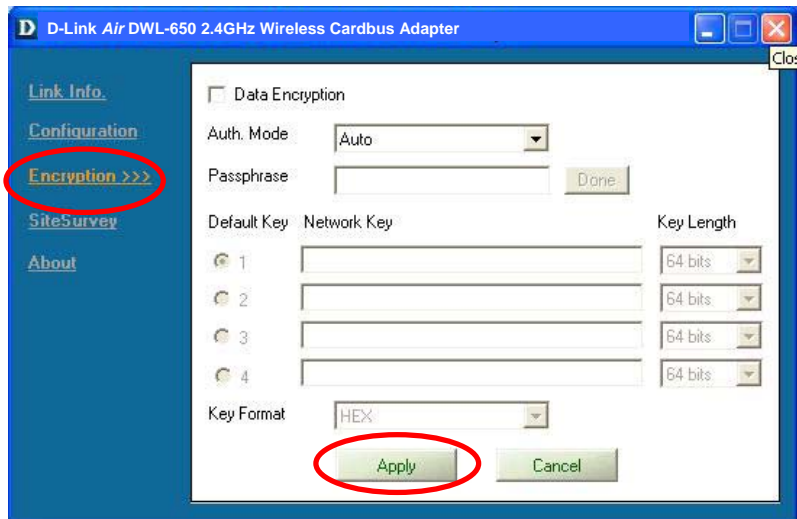 D D-Link Air DWL-650 2.4GHz Wireless Cardbus Adapter
Clos
Link Info.
Configuration
Encryption >>>
SiteSurvey
About
Data Encryption
Auth. Mode Auto
Passphrase Done
Default Key Network Key Key Length
1 64 bits
2 64 bits
3 64 bits
4 64 bits
Key Format HEX
Apply Cancel